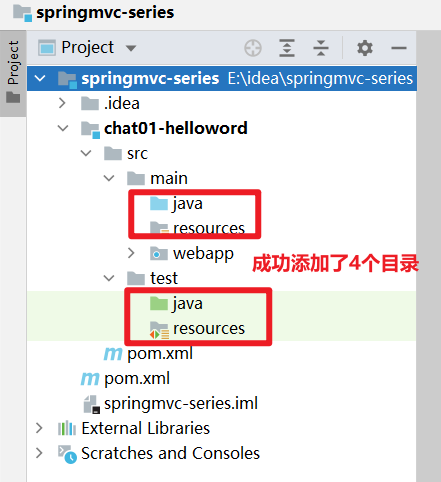 springmvc-series
Project
Project
springmvc-series E:\idea\springmvc-series
.idea
chat01-helloword
src
main
java
resources
webapp
成功添加了4个目录
test
java
resources
pom.xml
pom.xml
springmvc-series.iml
External Libraries
Scratches and Consoles